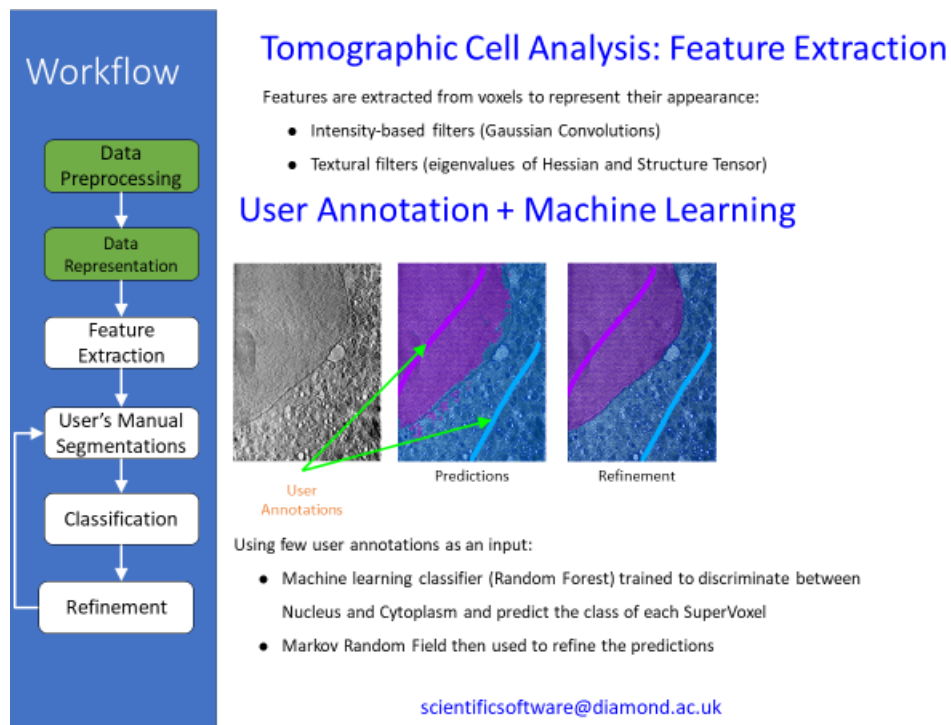 Workflow
Data
Preprocessing
Data
Representation
Feature
Extraction
User's Manual
Segmentations
Classification
Refinement
Tomographic Cell Analysis: Feature Extraction
Features are extracted from voxels to represent their appearance:
● Intensity-based filters (Gaussian Convolutions)
● Textural filters (eigenvalues of Hessian and Structure Tensor)
User Annotation + Machine Learning
Predictions
Refinement
User
Annotations
Using few user annotations as an input:
● Machine learning classifier (Random Forest) trained to discriminate between
Nucleus and Cytoplasm and predict the class of each SuperVoxel
● Markov Random Field then used to refine the predictions
scientificsoftware@diamond.ac.uk